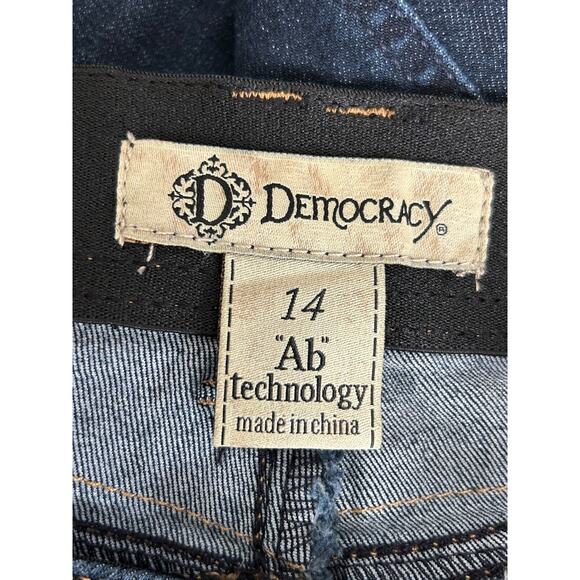 D DEMOCRACY®
14
"Ab"
technology
made in china